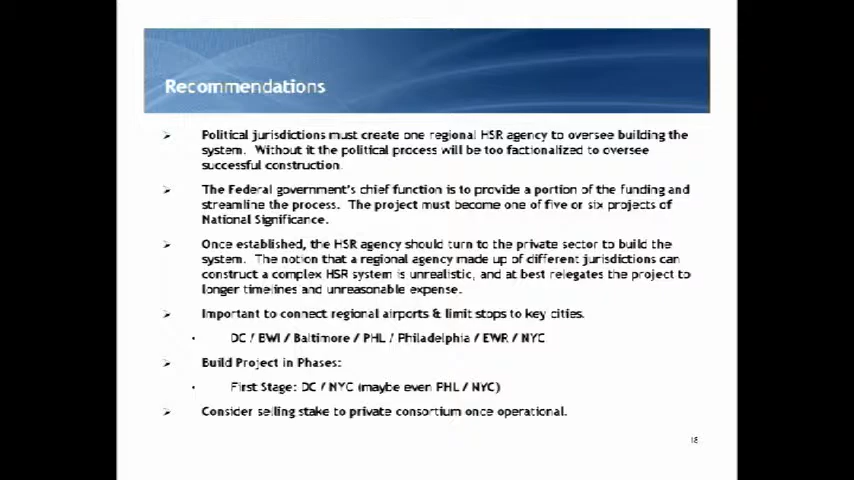 Recommendations
Political jurisdictions must create one regional HSR agency to oversee building the
system. Without it the political process will be too factionalized to oversee
successful construction.
The Federal government's chief function is to provide a portion of the funding and
streamline the process. The project must become one of five or six projects of
National Significance.
Once established, the HSR agency should turn to the private sector to build the
system. The notion that a regional agency made up of different jurisdictions can
construct a complex HSR system is unrealistic, and at best relegates the project to
longer timelines and unreasonable expense.
Important to connect regional airports & limit stops to key cities.
DC / BWI / Baltimore / PHL / Philadelphia / EWR / NYC
Build Project in Phases:
First Stage: DC / NYC (maybe even PHL / NYC)
Consider selling stake to private consortium once operational.
18